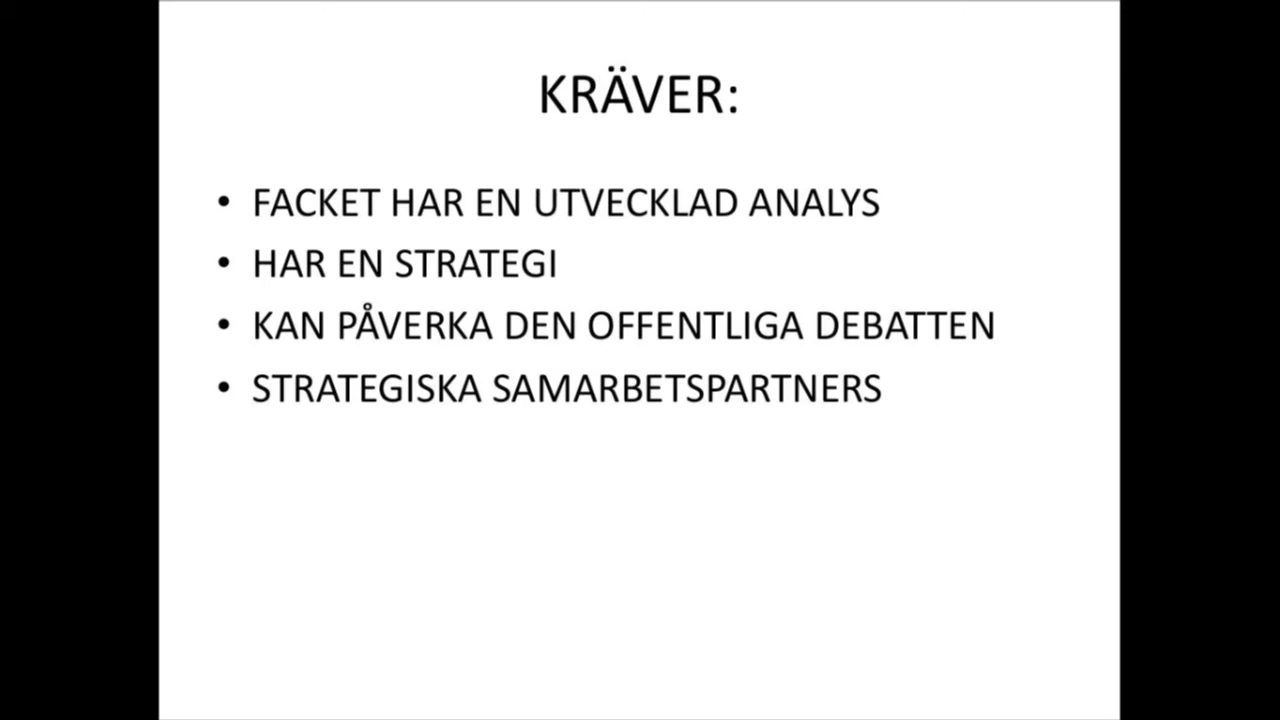 KRÄVER:
• FACKET HAR EN UTVECKLAD ANALYS
• HAR EN STRATEGI
• KAN PÅVERKA DEN OFFENTLIGA DEBATTEN
• STRATEGISKA SAMARBETSPARTNERS